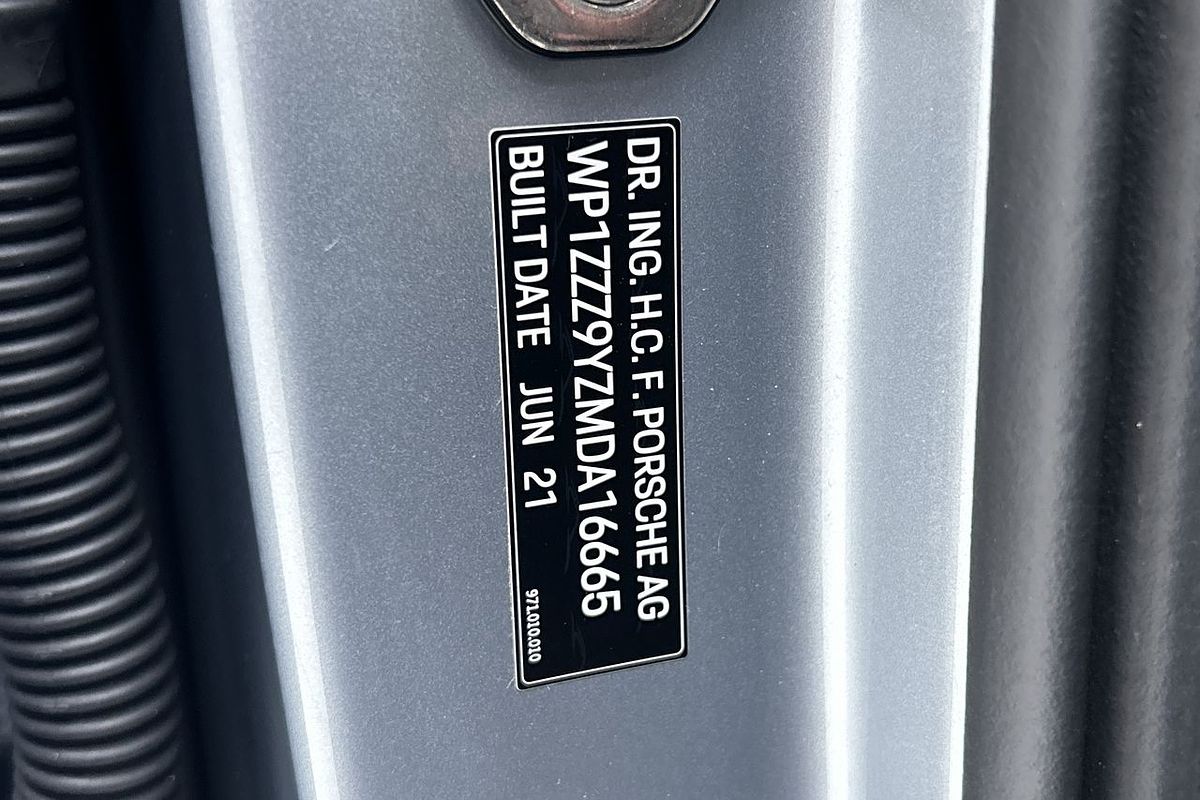 DR. ING. H.C. F. PORSCHE AG
WP1ZZZ9YZMDA16665
BUILT DATE JUN 21
971.010.010